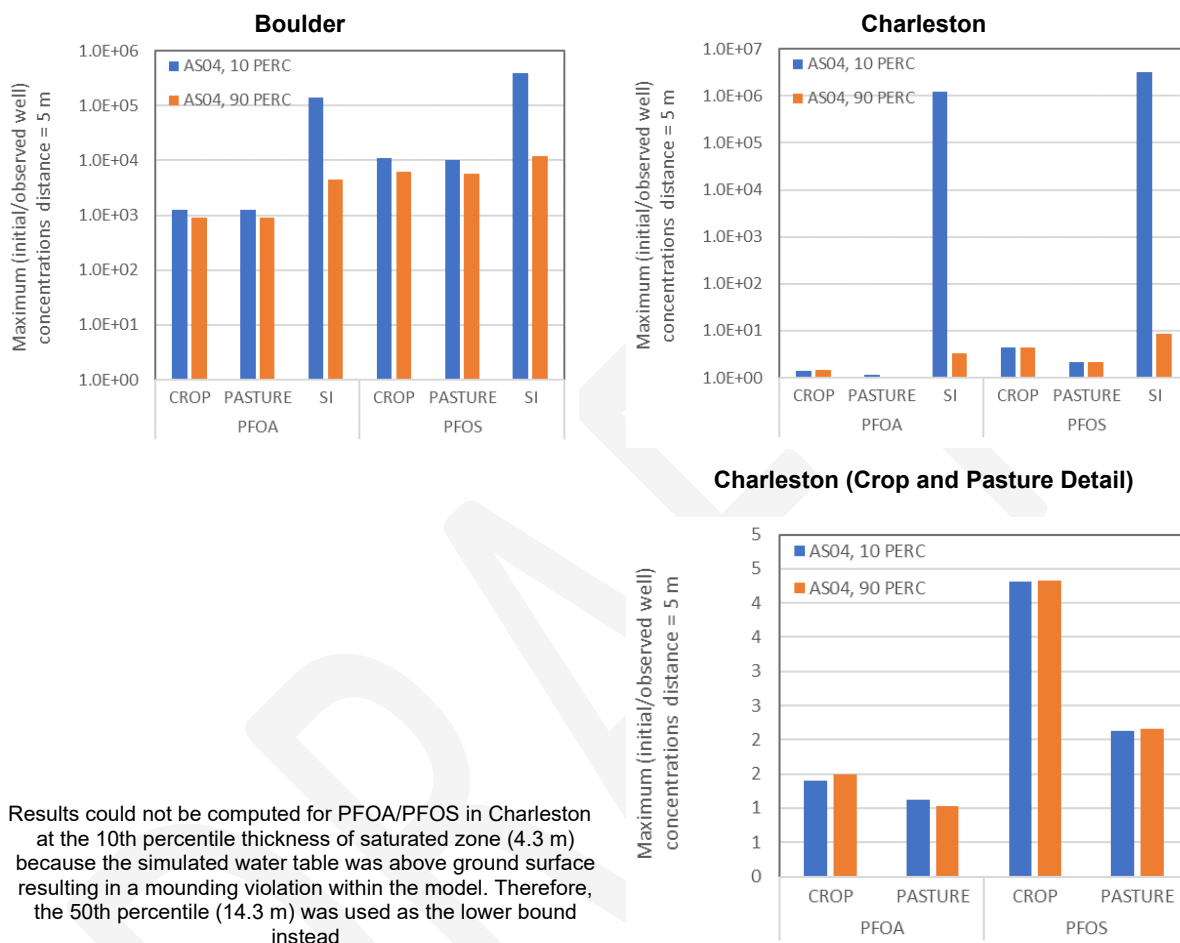 Boulder
Maximum (initial/observed well)
concentrations distance = 5 m
1.0E+06
1.0E+05
1.0E+04
1.0E+03
1.0E+02
1.0E+01
1.0E+00
AS04, 10 PERC
AS04, 90 PERC
CROP PASTURE SI CROP PASTURE SI
PFOA PFOS
Charleston
Maximum (initial/observed well)
concentrations distance = 5 m
1.0E+07
1.0E+06
1.0E+05
1.0E+04
1.0E+03
1.0E+02
1.0E+01
1.0E+00
AS04, 10 PERC
AS04, 90 PERC
CROP PASTURE SI CROP PASTURE SI
PFOA PFOS
Charleston (Crop and Pasture Detail)
Maximum (initial/observed well)
concentrations distance = 5 m
5
5
4
4
3
3
2
2
1
1
0
AS04, 10 PERC
AS04, 90 PERC
CROP PASTURE CROP PASTURE
PFOA PFOS
Results could not be computed for PFOA/PFOS in Charleston
at the 10th percentile thickness of saturated zone (4.3 m)
because the simulated water table was above ground surface
resulting in a mounding violation within the model. Therefore,
the 50th percentile (14.3 m) was used as the lower bound
instead